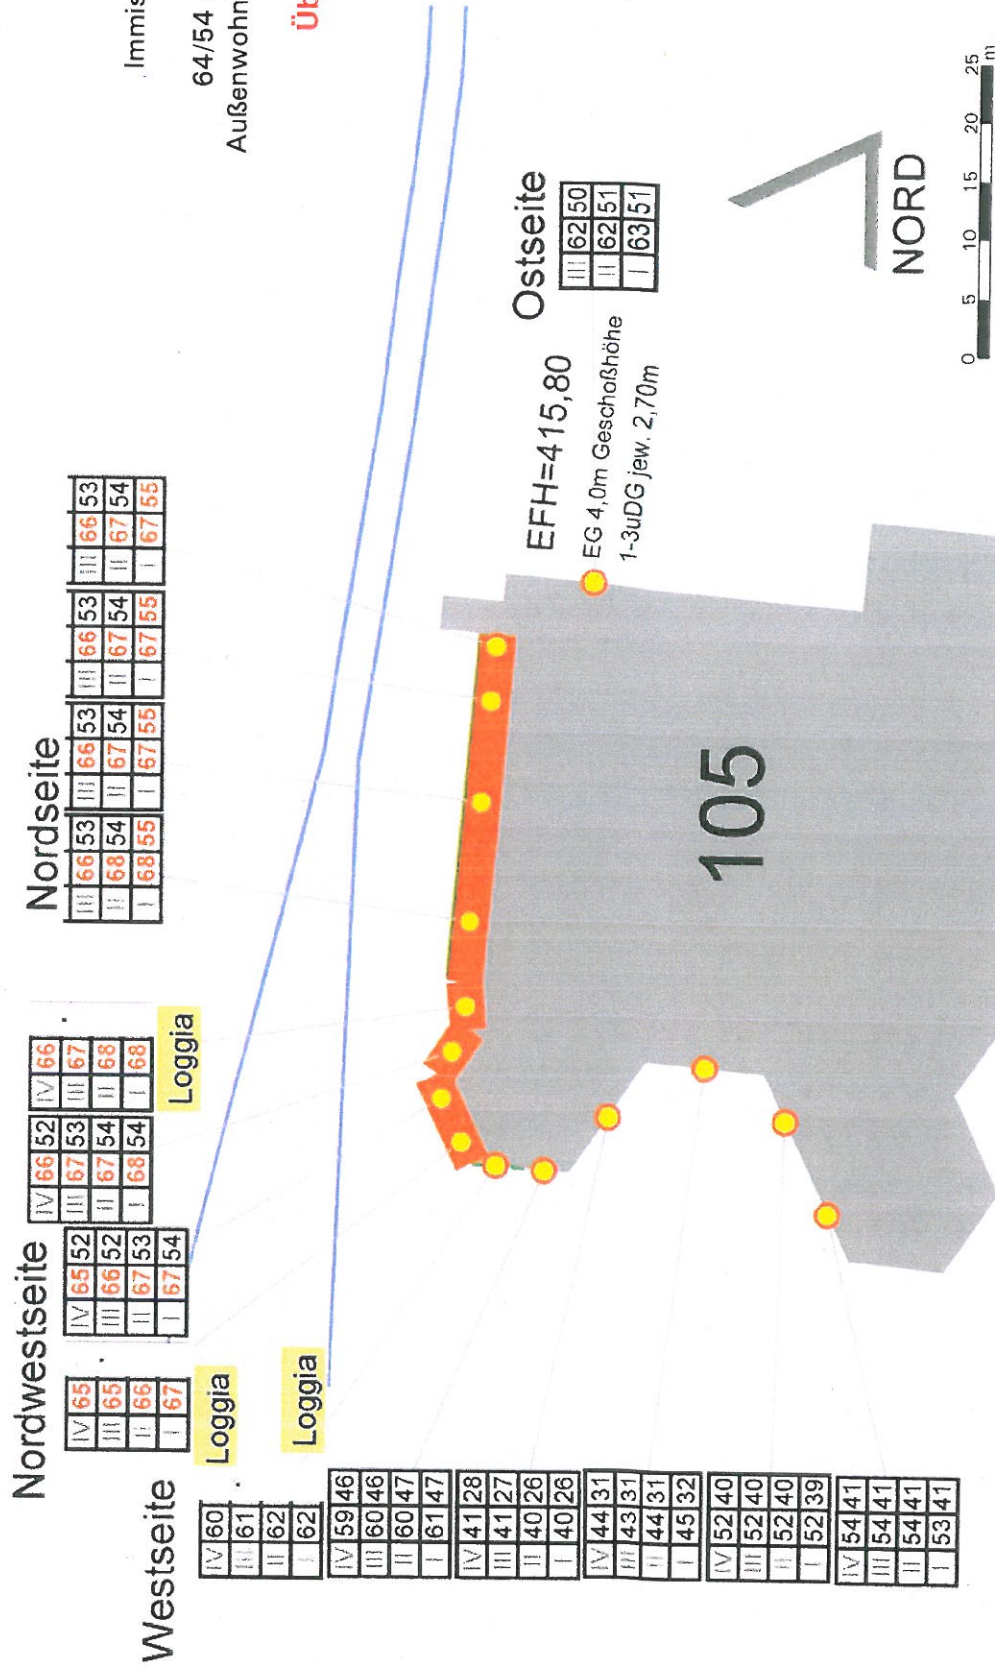 Immis
64/54
Außenwohn
Üb
Nordwestseite
IV 65
III 65
II 66
I 67
Loggia
IV 65 52
III 66 52
II 67 53
I 67 54
IV 66 52
III 67 53
II 67 54
I 68 54
IV 66
III 67
II 68
I 68
Loggia
Nordseite
III 66 53
II 68 54
I 68 55
III 66 53
II 67 54
I 67 55
III 66 53
II 67 54
I 67 55
III 66 53
II 67 54
I 67 55
Westseite
IV 60
III 61
II 62
I 62
Loggia
IV 59 46
III 60 46
II 60 47
I 61 47
IV 41 28
III 41 27
II 40 26
I 40 26
IV 44 31
III 43 31
II 44 31
I 45 32
IV 52 40
III 52 40
II 52 40
I 52 39
IV 54 41
III 54 41
II 54 41
I 53 41
Ostseite
III 62 50
II 62 51
I 63 51
EFH=415,80
EG 4,0m Geschoßhöhe
1-3uDG jew. 2,70m
105
NORD
0 5 10 15 20 25
m